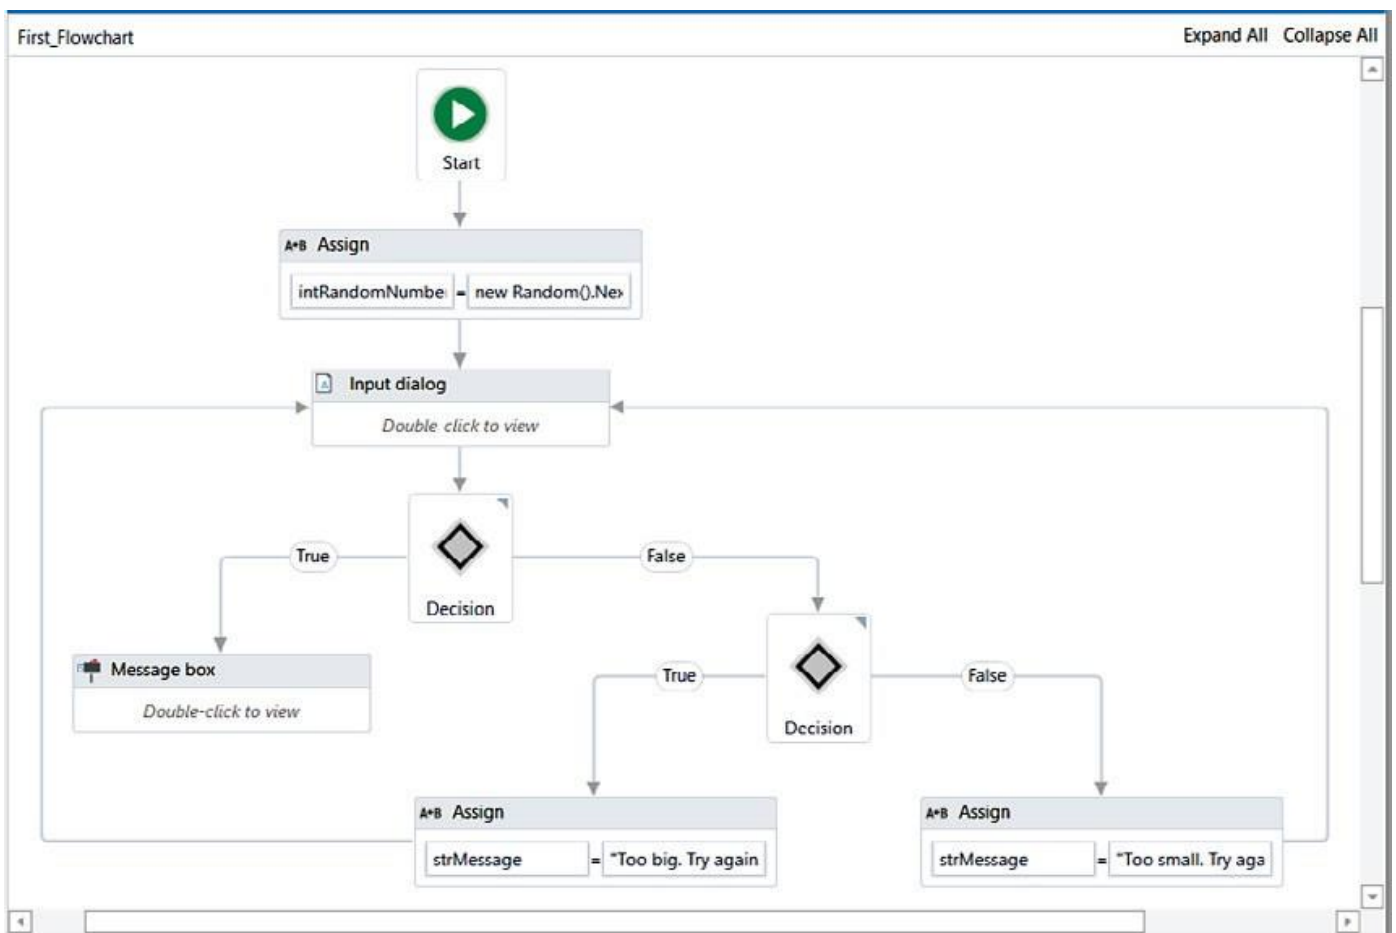 First_Flowchart
Expand All Collapse All
Start
A+B Assign
intRandomNumbe = new Random().Nex
Input dialog
Double click to view
True
False
Decision
Message box
Double-click to view
True
False
Decision
A+B Assign
strMessage = "Too big. Try again
A+B Assign
strMessage = "Too small. Try aga